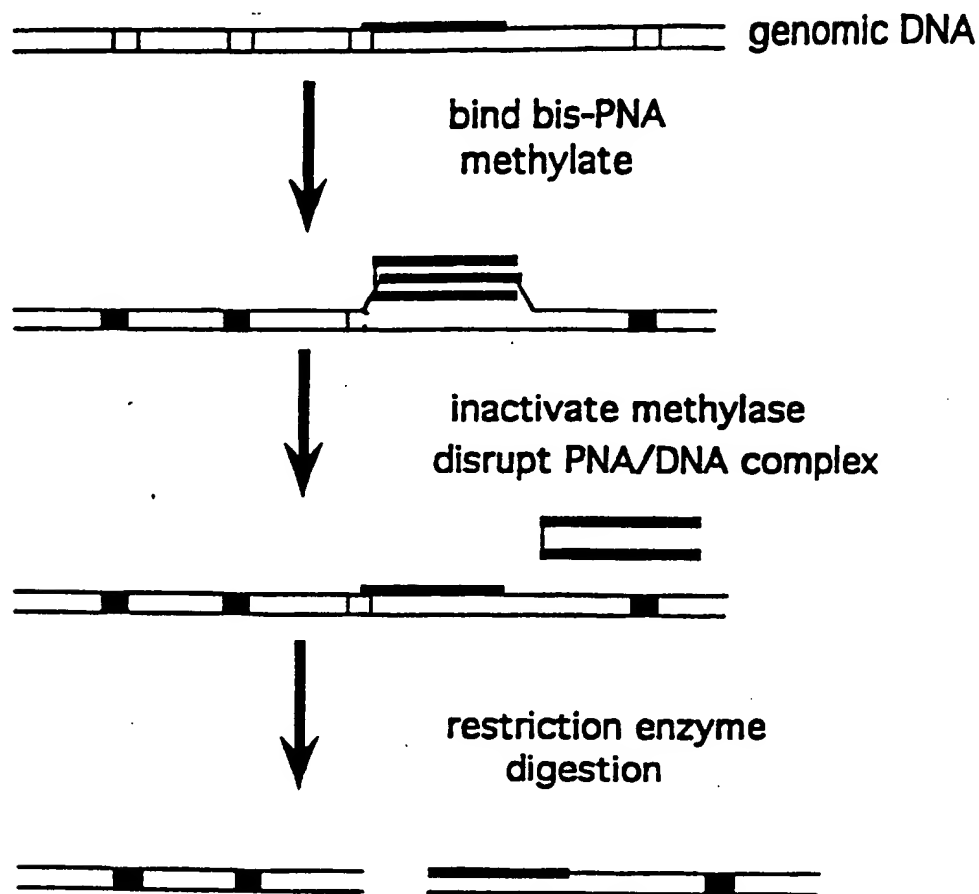 genomic DNA
bind bis-PNA
methylate
inactivate methylase
disrupt PNA/DNA complex
restriction enzyme
digestion